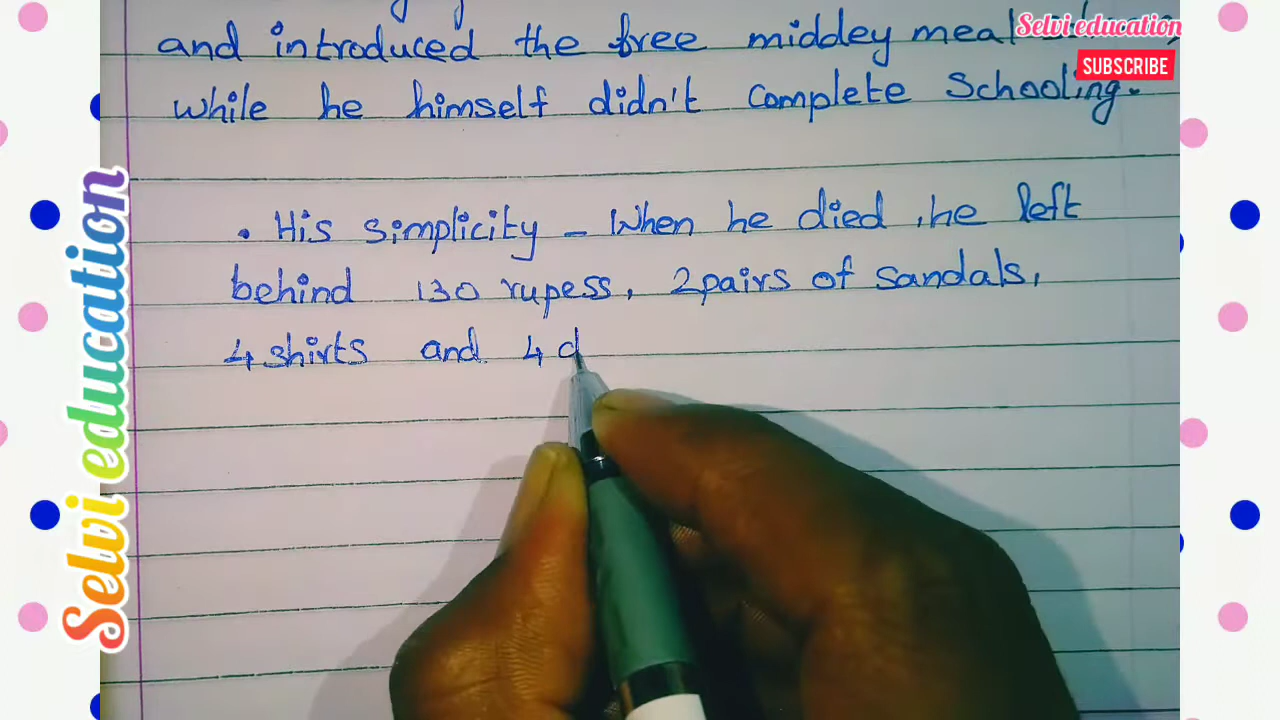 and introduced the free middey meal
Selvi education
SUBSCRIBE
while he himself didn't complete schooling.
• His simplicity - When he died, he left
behind 130 rupess, 2pairs of sandals,
4 shirts and 4 d
Selvi education